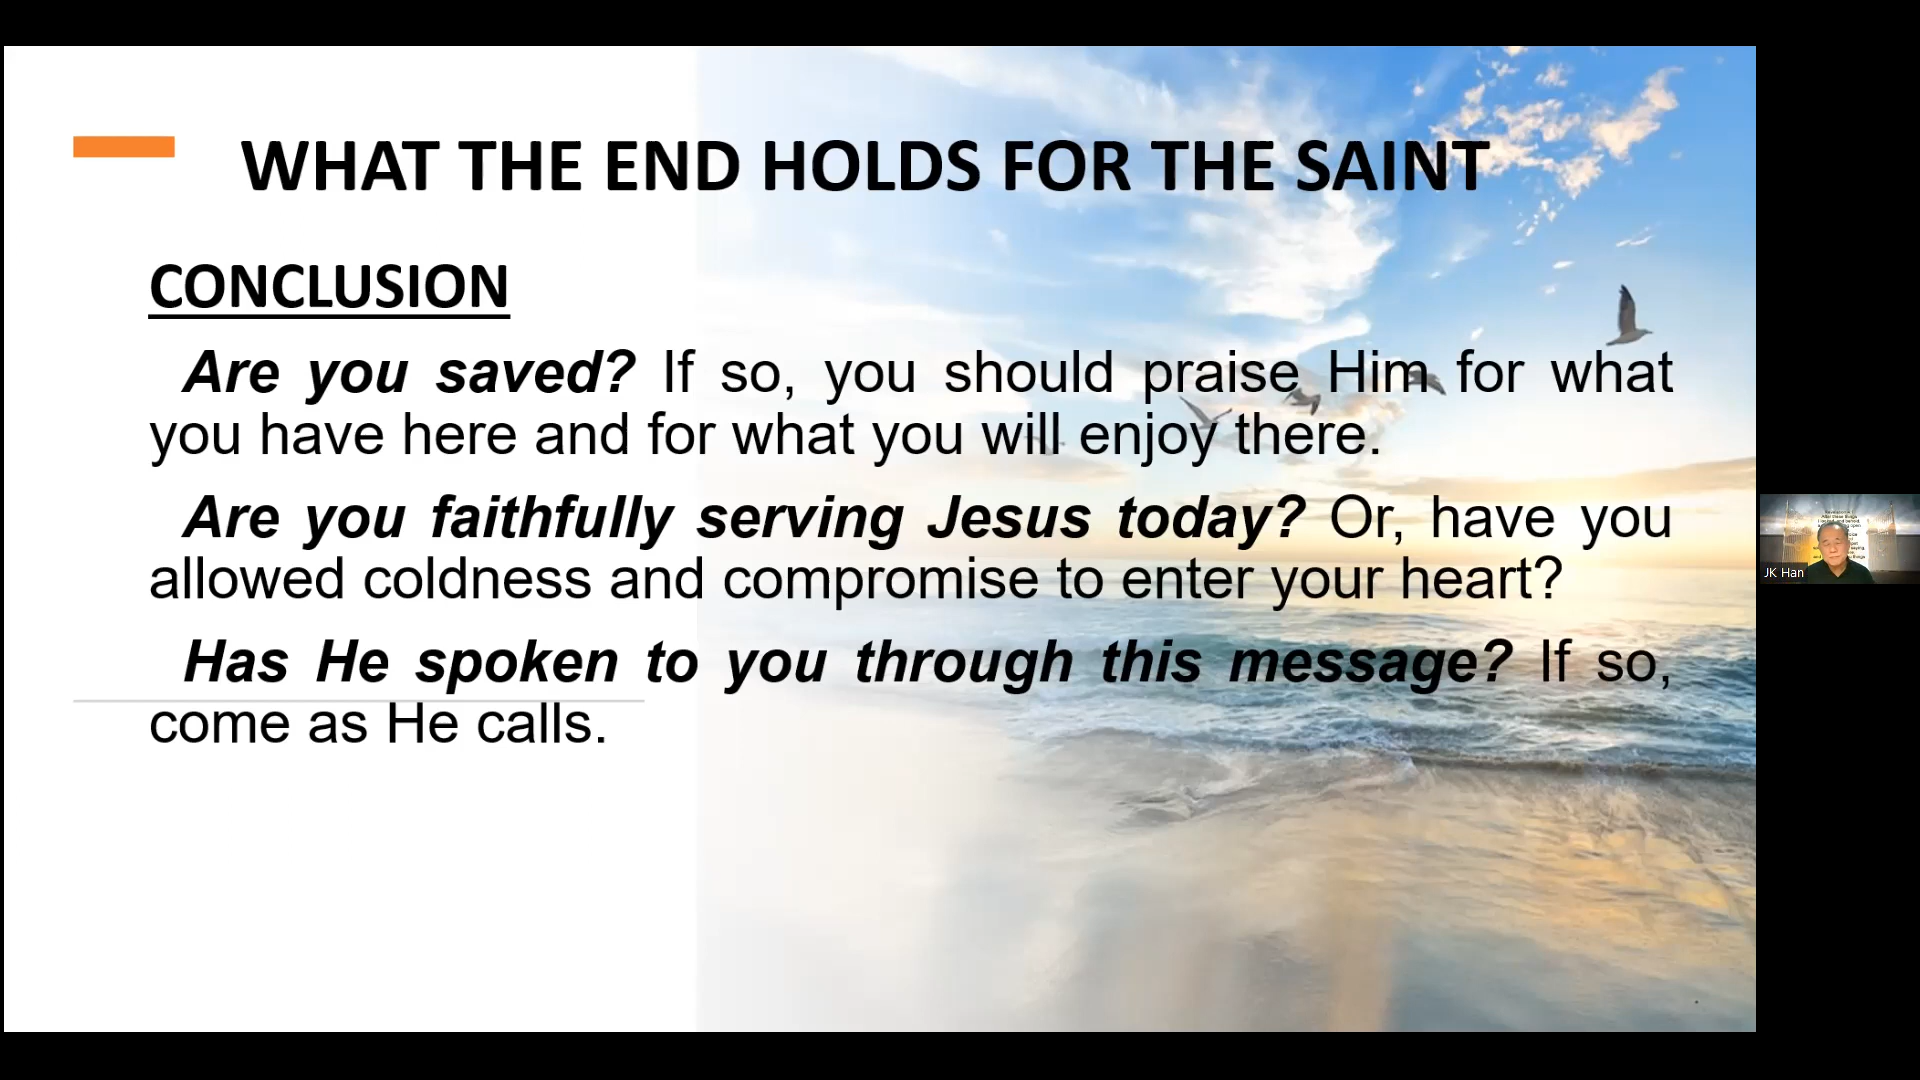 WHAT THE END HOLDS FOR THE SAINT
CONCLUSION
Are you saved? If so, you should praise Him for what
you have here and for what you will enjoy there.
Are you faithfully serving Jesus today? Or, have you
allowed coldness and compromise to enter your heart?
Has He spoken to you through this message? If so,
come as He calls.
JK Han